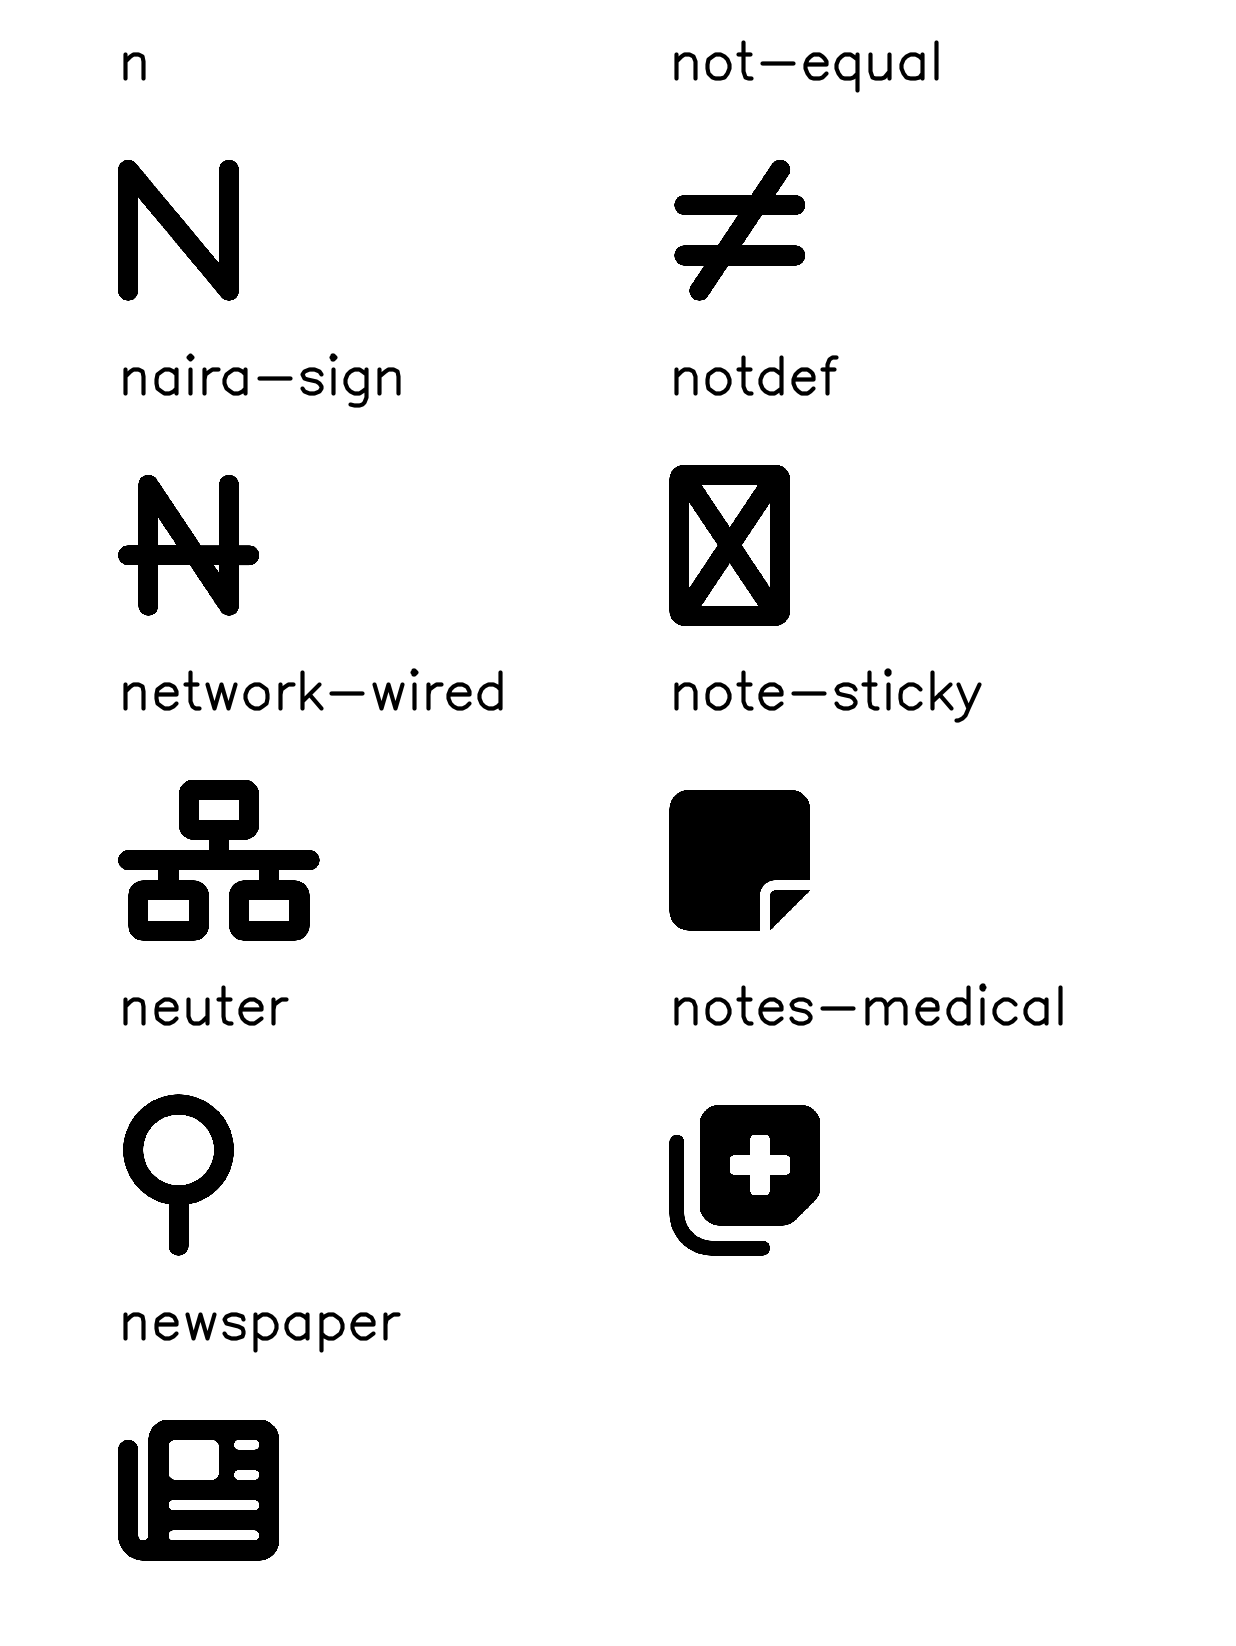 n
N
naira-sign
₦
network-wired
neuter
newspaper
not-equal
≠
notdef
note-sticky
notes-medical